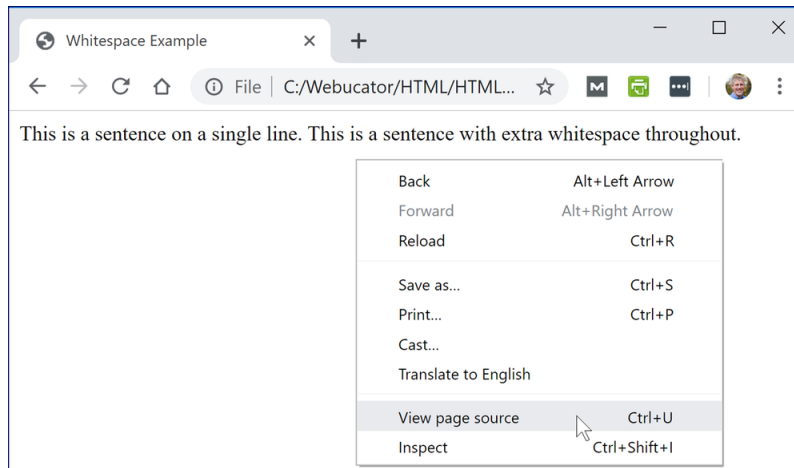 Whitespace Example
File C:/Webucator/HTML/HTML...
This is a sentence on a single line. This is a sentence with extra whitespace throughout.
Back Alt+Left Arrow
Forward Alt+Right Arrow
Reload Ctrl+R
Save as... Ctrl+S
Print... Ctrl+P
Cast...
Translate to English
View page source Ctrl+U
Inspect Ctrl+Shift+I